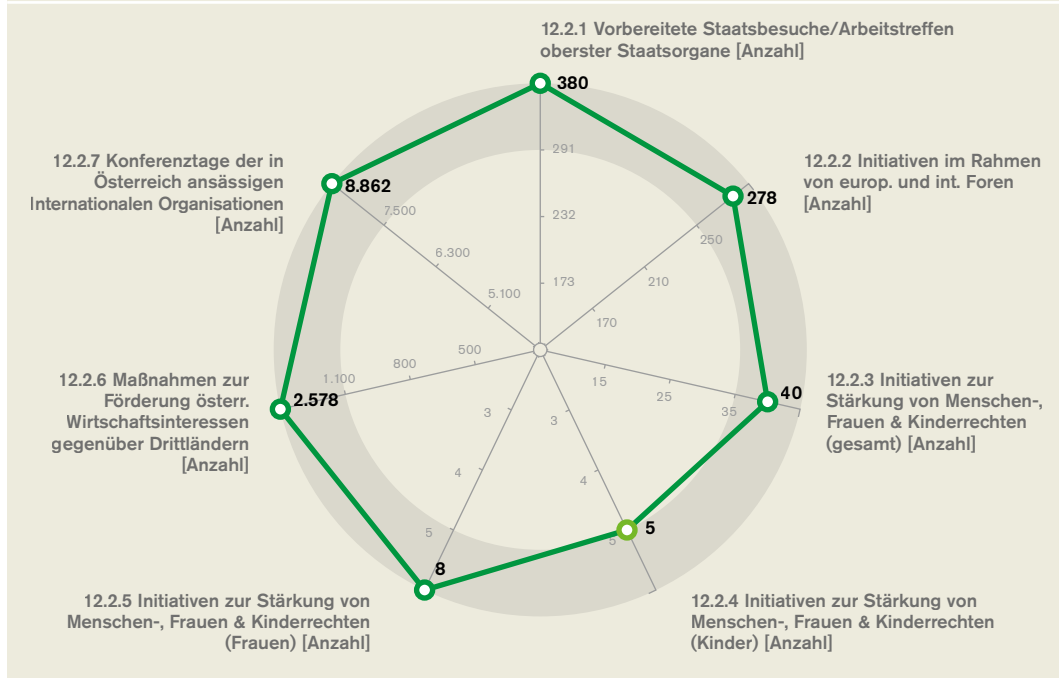 12.2.1 Vorbereitete Staatsbesuche/Arbeitstreffen
oberster Staatsorgane [Anzahl]
380
291
232
173
12.2.2 Initiativen im Rahmen
von europ. und int. Foren
[Anzahl]
278
250
210
170
12.2.3 Initiativen zur
Stärkung von Menschen-,
Frauen & Kinderrechten
(gesamt) [Anzahl]
40
35
25
15
12.2.4 Initiativen zur Stärkung von
Menschen-, Frauen & Kinderrechten
(Kinder) [Anzahl]
5
5
4
3
12.2.5 Initiativen zur Stärkung von
Menschen-, Frauen & Kinderrechten
(Frauen) [Anzahl]
8
5
4
3
12.2.6 Maßnahmen zur
Förderung österr.
Wirtschaftsinteressen
gegenüber Drittländern
[Anzahl]
2.578
1.100
800
500
12.2.7 Konferenztage der in
Österreich ansässigen
Internationalen Organisationen
[Anzahl]
8.862
7.500
6.300
5.100